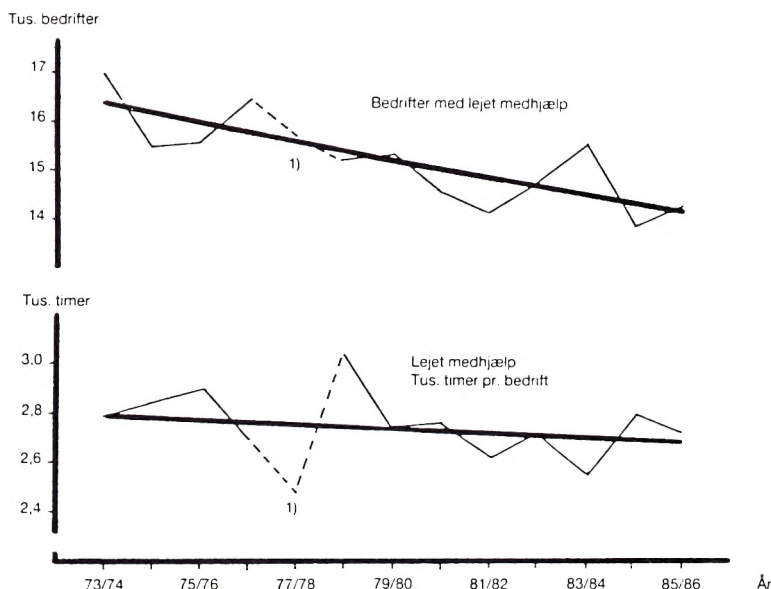 Tus. bedrifter
17
16
15
14
Bedrifter med lejet medhjælp
1)
Tus. timer
3.0
2,8
2,6
2,4
Lejet medhjælp
Tus. timer pr. bedrift
1)
73/74 75/76 77/78 79/80 81/82 83/84 85/86 År